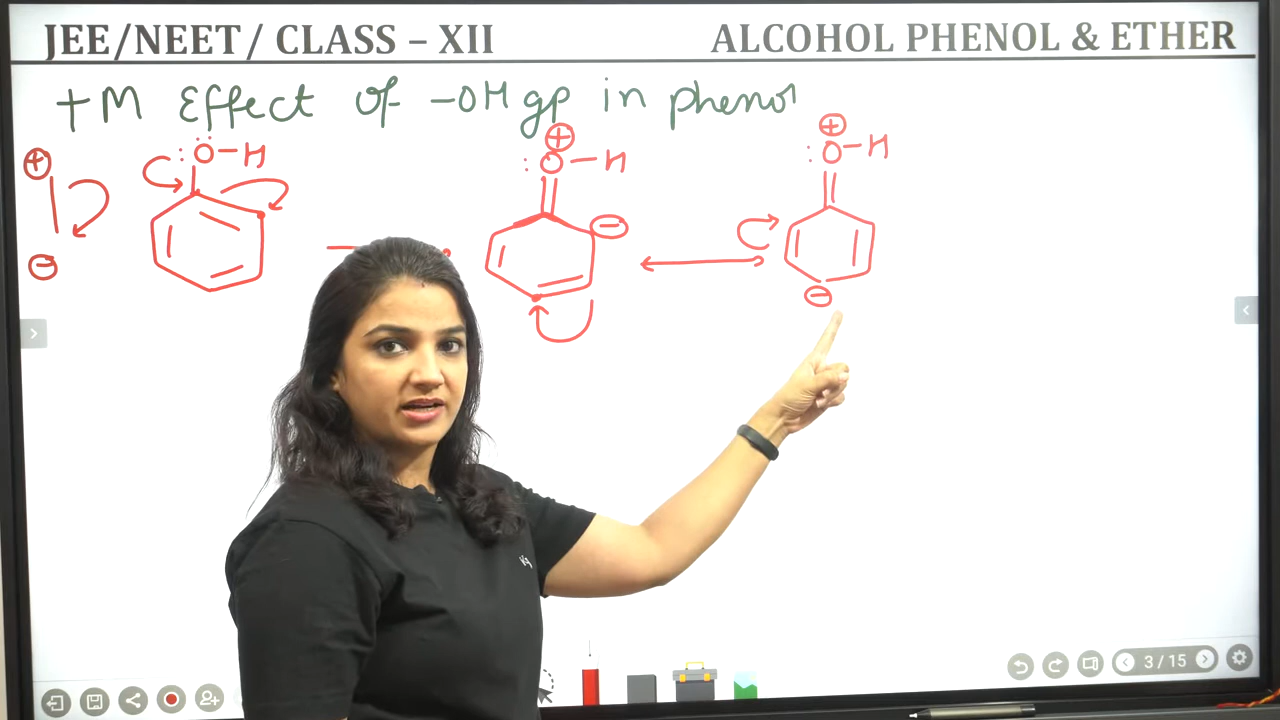 JEE/NEET/ CLASS – XII
ALCOHOL PHENOL & ETHER
+M Effect of -OH gp in phenol
+ :Ö-H
+ :O-H
+ :O-H
-
-
-
3/15